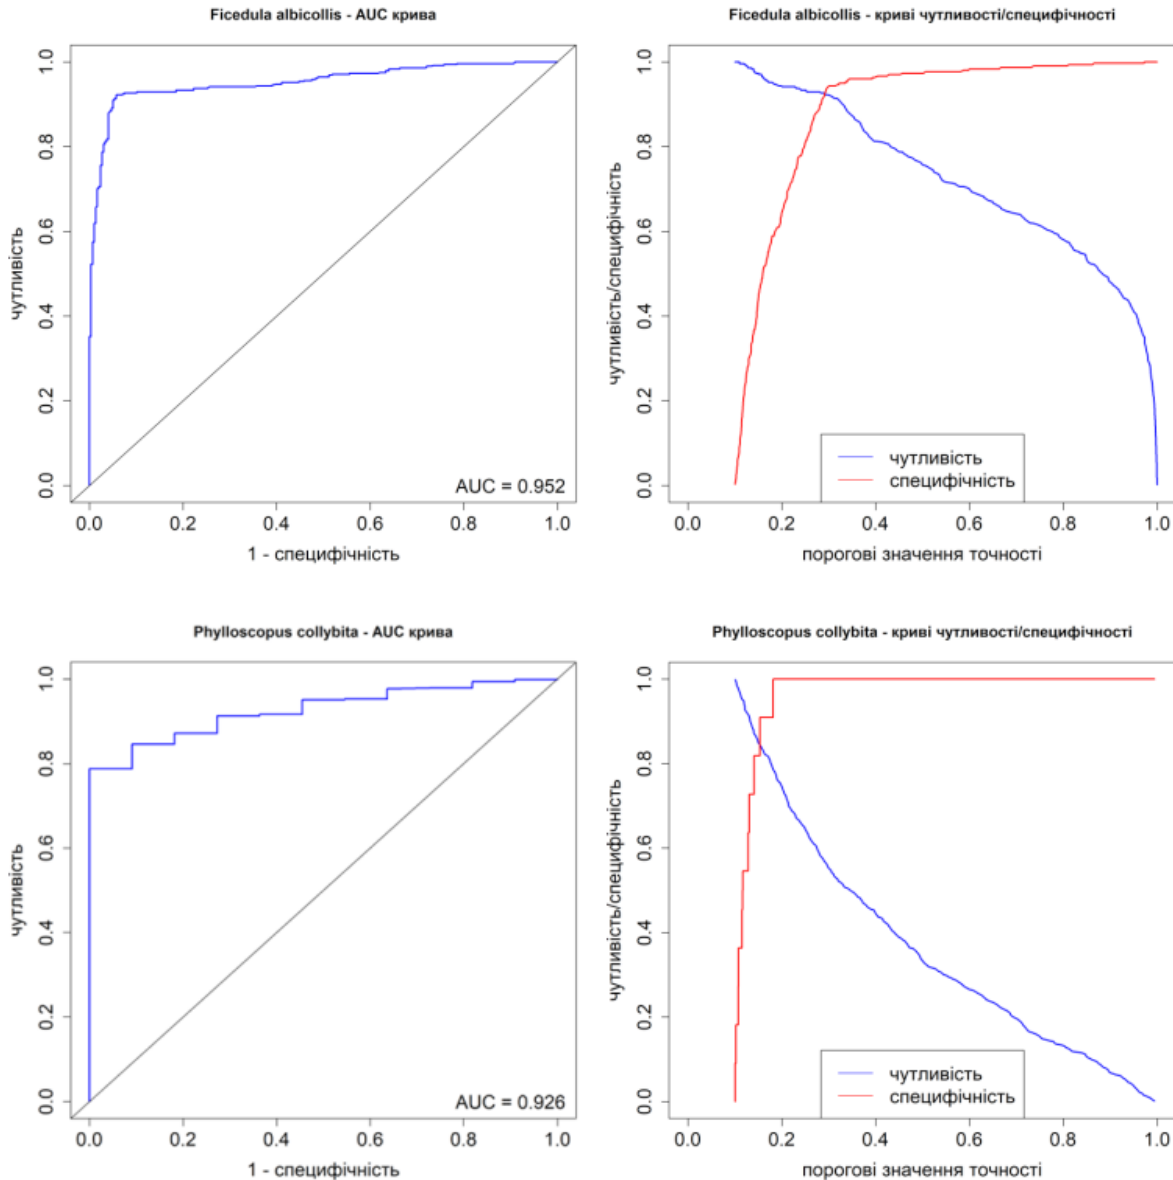 Ficedula albicollis - AUC крива
чутливість
0.0 0.2 0.4 0.6 0.8 1.0
AUC = 0.952
0.0 0.2 0.4 0.6 0.8 1.0
1 - специфічність
Ficedula albicollis - криві чутливості/специфічності
чутливість/специфічність
0.0 0.2 0.4 0.6 0.8 1.0
чутливість
специфічність
0.0 0.2 0.4 0.6 0.8 1.0
порогові значення точності
Phylloscopus collybita - AUC крива
чутливість
0.0 0.2 0.4 0.6 0.8 1.0
AUC = 0.926
0.0 0.2 0.4 0.6 0.8 1.0
1 - специфічність
Phylloscopus collybita - криві чутливості/специфічності
чутливість/специфічність
0.0 0.2 0.4 0.6 0.8 1.0
чутливість
специфічність
0.0 0.2 0.4 0.6 0.8 1.0
порогові значення точності